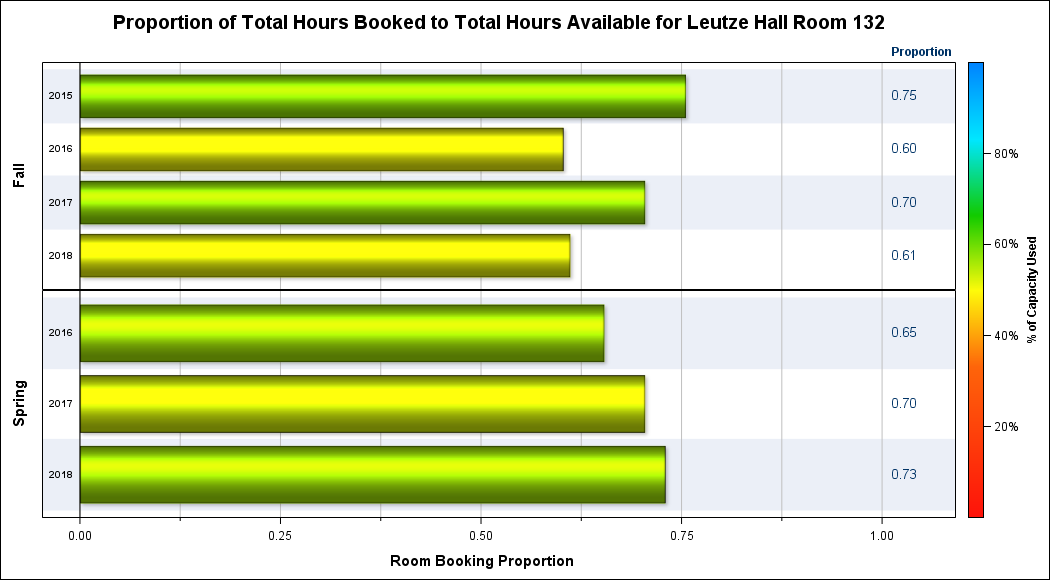 Proportion of Total Hours Booked to Total Hours Available for Leutze Hall Room 132
Proportion
Fall
2015 0.75
2016 0.60
2017 0.70
2018 0.61
Spring
2016 0.65
2017 0.70
2018 0.73
0.00 0.25 0.50 0.75 1.00
Room Booking Proportion
80%
60%
40%
20%
% of Capacity Used